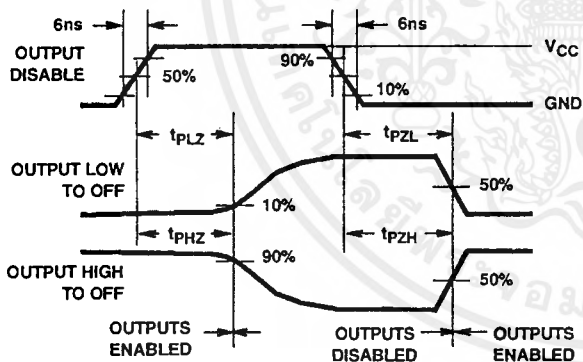 6ns
6ns
OUTPUT
DISABLE
50%
90%
10%
VCC
GND
tPLZ
tPZL
OUTPUT LOW
TO OFF
10%
50%
tPHZ
tPZH
90%
50%
OUTPUT HIGH
TO OFF
OUTPUTS
ENABLED
OUTPUTS
DISABLED
OUTPUTS
ENABLED